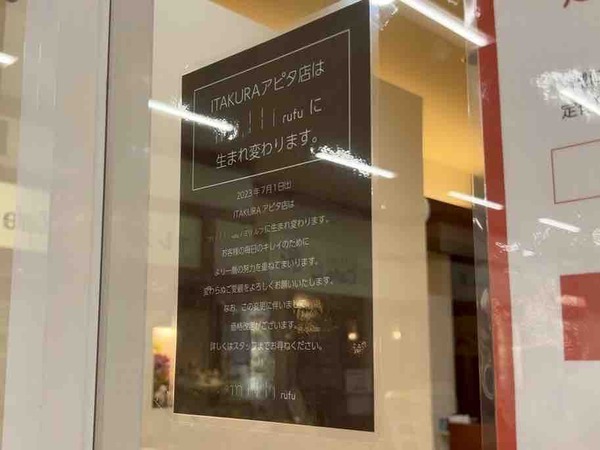 ITAKURAアピタ店は
rufu に
生まれ変わります。
2023年7月1日(土)
ITAKURAアピタ店は
に生まれ変わります。
お客様の毎日のキレイのために
より一層の努力を重ねてまいります。
変わらぬご愛顧をよろしくお願いいたします。
なお、この変更に伴いまして
価格改定がございます。
詳しくはスタッフまでお尋ねください。
rufu